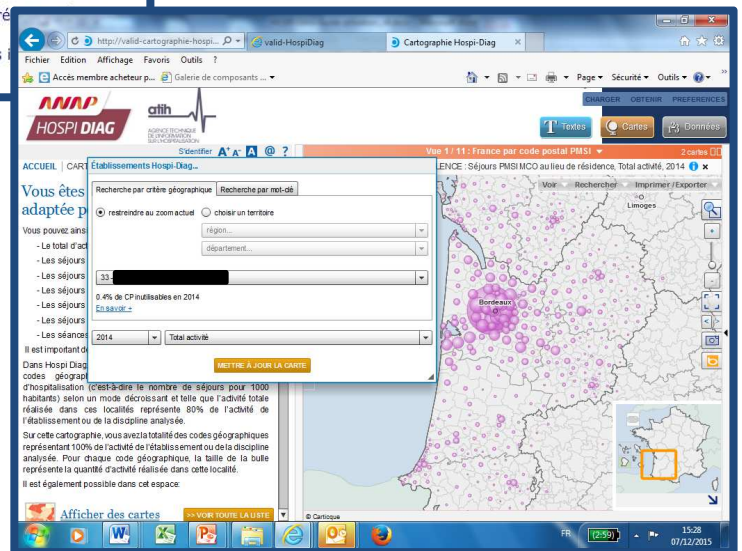 http://valid-cartographie-hospi...
valid-HospiDiag
Cartographie Hospi-Diag
Fichier Edition Affichage Favoris Outils ?
Accès membre acheteur p...
Galerie de composants ...
Page Sécurité Outils
ANAP
HOSPI DIAG
atih
AGENCE TECHNIQUE
DE L'INFORMATION
SUR L'HOSPITALISATION
CHARGER OBTENIR PREFERENCES
Textes
Cartes
Données
S'identifier A+ A- A @ ?
Vue 1 / 11 : France par code postal PMSI
2 cartes
ACCUEIL CART
LENCE : Séjours PMSI MCO au lieu de résidence, Total activité, 2014
Voir Rechercher Imprimer /Exporter
Établissements Hospi-Diag...
Recherche par critère géographique
Recherche par mot-clé
restreindre au zoom actuel
choisir un territoire
région...
département...
33-
0.4% de CP inutilisables en 2014
En savoir +
2014
Total activité
METTRE À JOUR LA CARTE
Vous êtes
adaptée p
Vous pouvez ains
- Le total d'act
- Les séjours
- Les séjours
- Les séjours
- Les séjours
- Les séjours
- Les séances
Il est important de
Dans Hospi Diag
codes géograp
d'hospitalisation (c'est-à-dire le nombre de séjours pour 1000
habitants) selon un mode décroissant et telle que l'activité totale
réalisée dans ces localités représente 80% de l'activité de
l'établissement ou de la discipline analysée.
Sur cette cartographie, vous avez la totalité des codes géographiques
représentant 100% de l'activité de l'établissement ou de la discipline
analysée. Pour chaque code géographique, la taille de la bulle
représente la quantité d'activité réalisée dans cette localité.
Il est également possible dans cet espace:
Afficher des cartes
>> VOIR TOUTE LA LISTE
Limoges
Bordeaux
© Cartioque
FR
(2:59)
15:28
07/12/2015